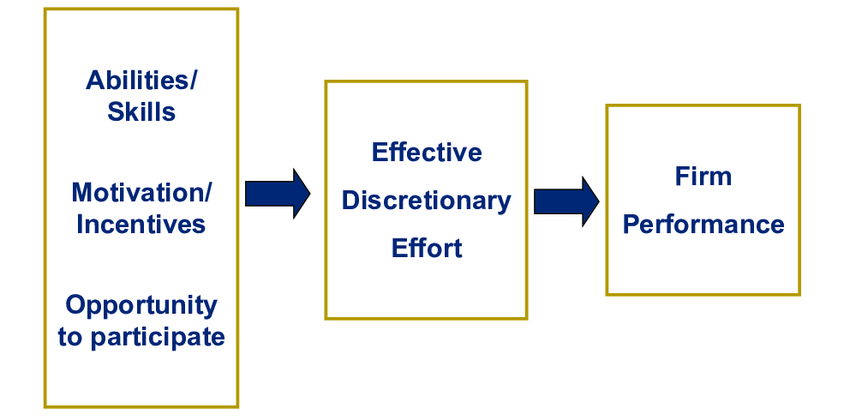 Abilities/
Skills
Motivation/
Incentives
Opportunity
to participate
Effective
Discretionary
Effort
Firm
Performance